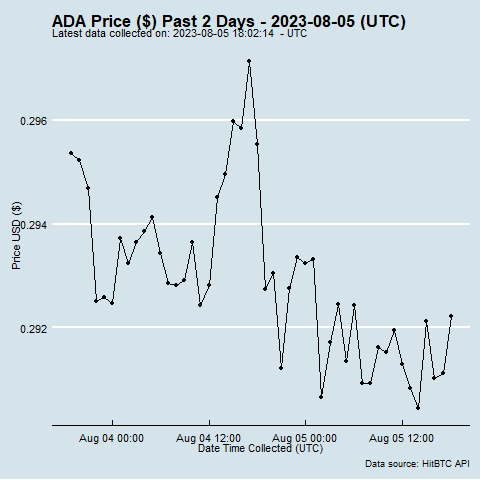 ADA Price ($) Past 2 Days - 2023-08-05 (UTC)
Latest data collected on: 2023-08-05 18:02:14  - UTC
0.296
0.294
0.292
Price USD ($)
Aug 04 00:00 Aug 04 12:00 Aug 05 00:00 Aug 05 12:00
Date Time Collected (UTC)
Data source: HitBTC API